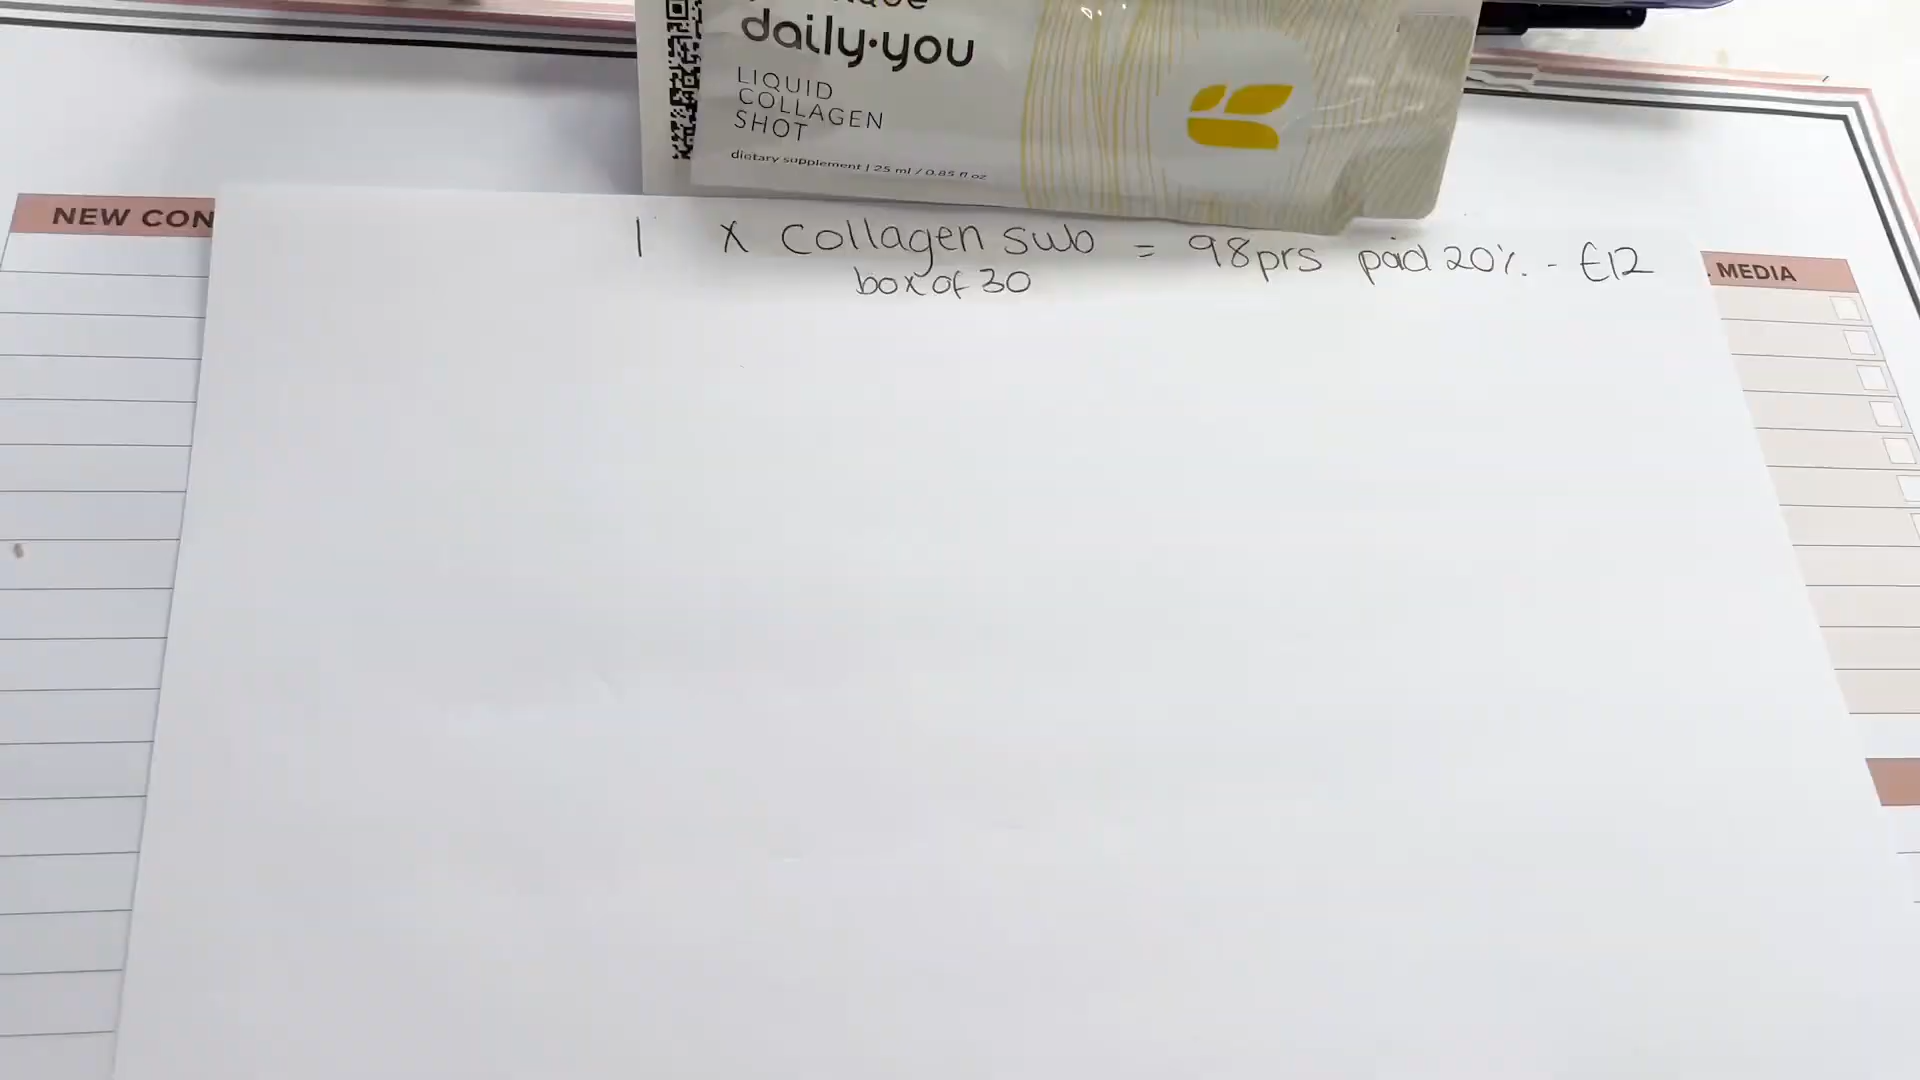 daily·you
LIQUID
COLLAGEN
SHOT
dietary supplement | 25 ml / 0.85 fl oz
NEW CON
1 X Collagen sub = 98prs paid 20% - £12
box of 30
MEDIA